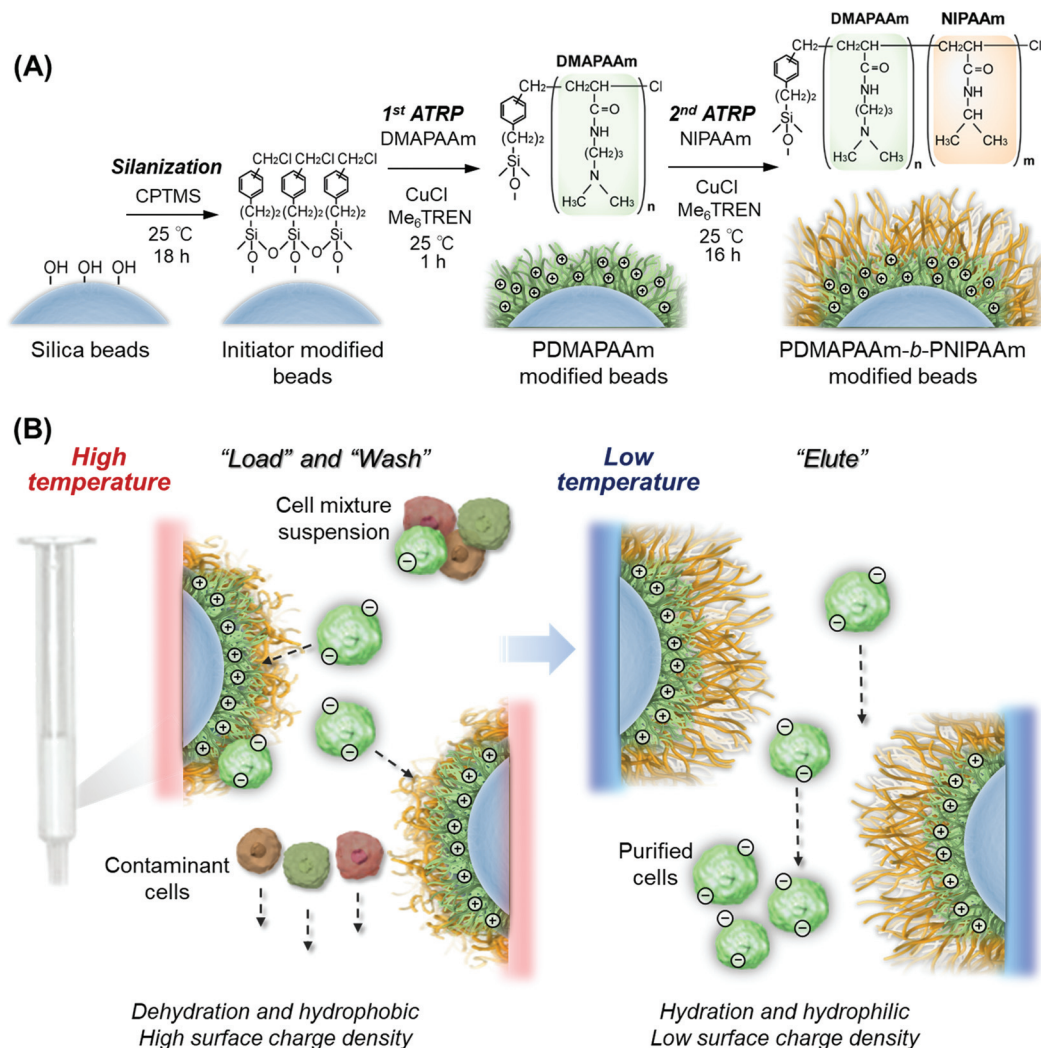 (A)
OH OH OH
Silica beads
Silanization
CPTMS
25 ℃
18 h
CH₂Cl CH₂Cl CH₂Cl
(CH₂)₂ (CH₂)₂ (CH₂)₂
Si Si Si
O O
O O O
Initiator modified
beads
1st ATRP
DMAPAAm
CuCl
Me₆TREN
25 ℃
1 h
DMAPAAm
CH₂ CH₂CH Cl
C=O
(CH₂)₂ NH
Si (CH₂)₃
O N
H₃C CH₃
n
PDMAPAAm
modified beads
2nd ATRP
NIPAAm
CuCl
Me₆TREN
25 ℃
16 h
DMAPAAm NIPAAm
CH₂ CH₂CH CH₂CH Cl
C=O C=O
(CH₂)₂ NH NH
Si (CH₂)₃ CH
O N H₃C CH₃
H₃C CH₃
n m
PDMAPAAm-b-PNIPAAm
modified beads
(B)
High
temperature
"Load" and "Wash"
Cell mixture
suspension
Contaminant
cells
Dehydration and hydrophobic
High surface charge density
Low
temperature
"Elute"
Purified
cells
Hydration and hydrophilic
Low surface charge density